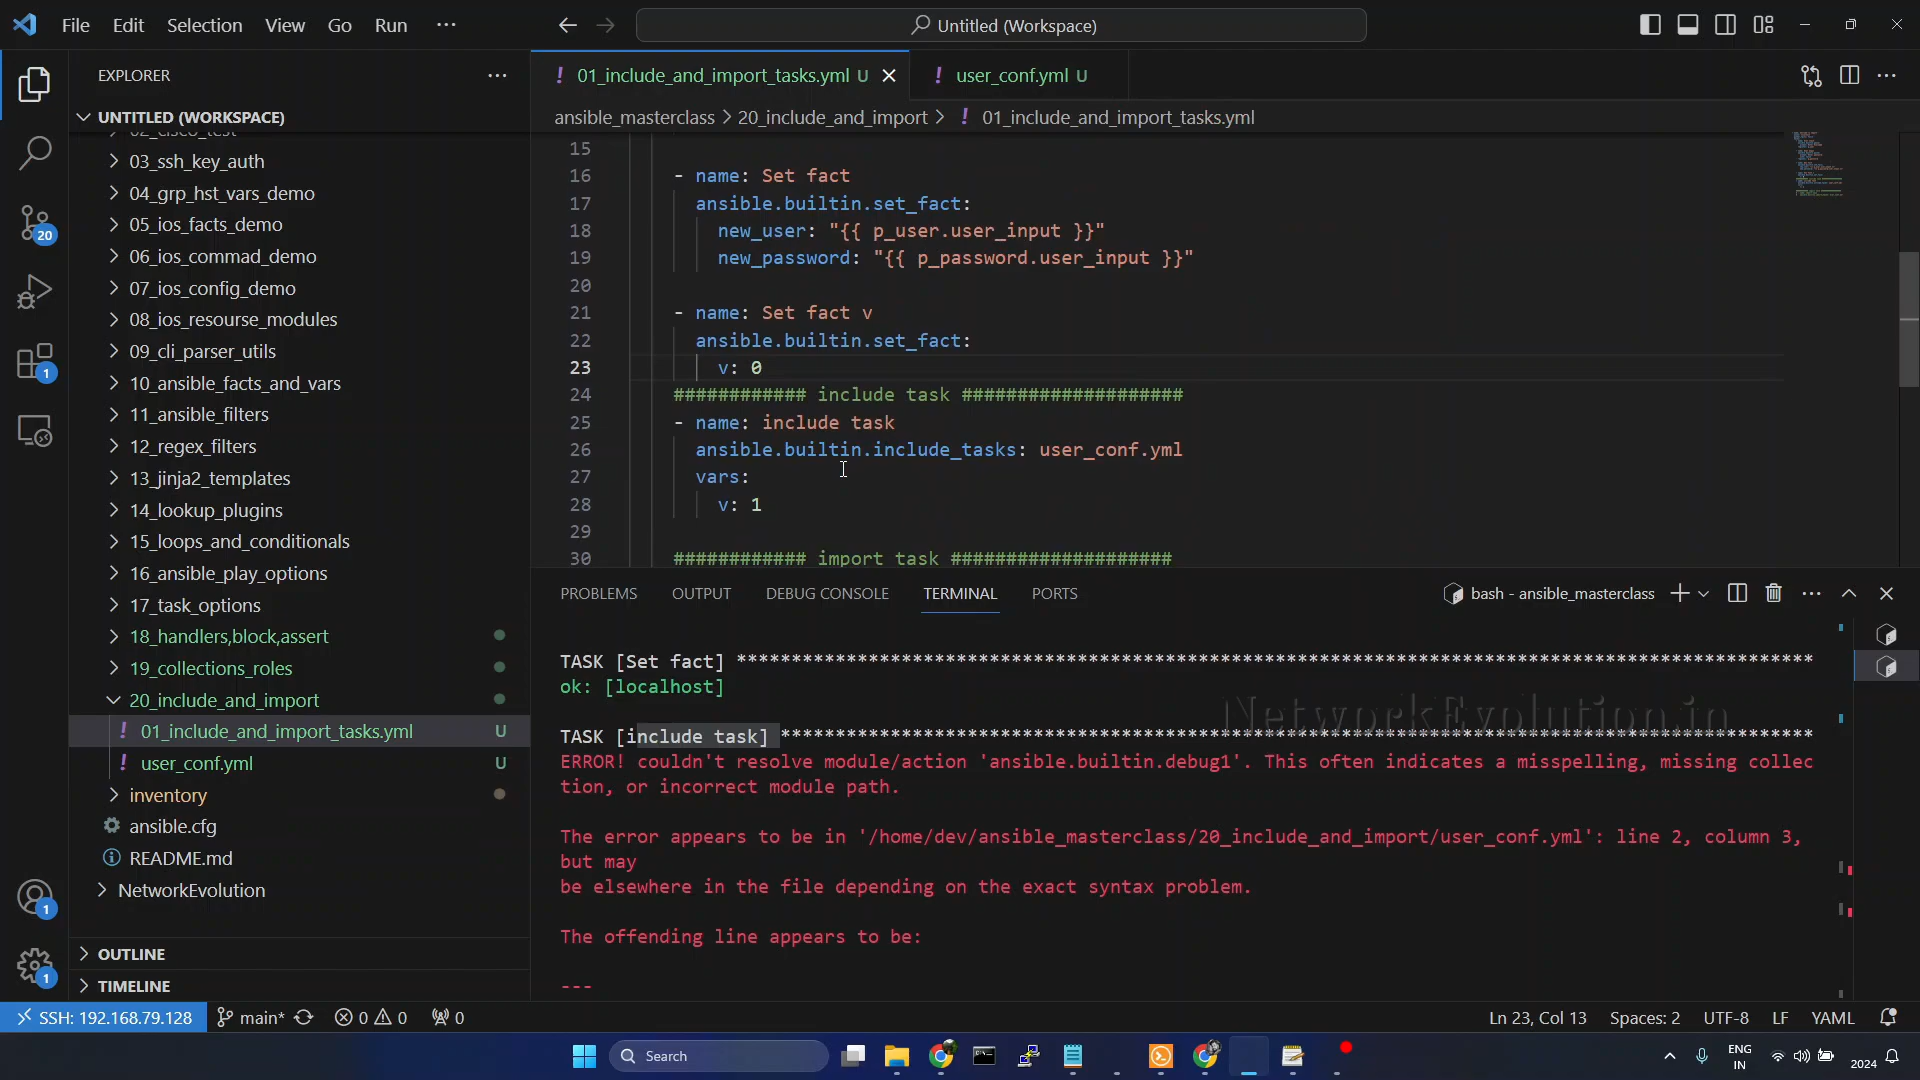 File Edit Selection View Go Run ···
Untitled (Workspace)
EXPLORER
UNTITLED (WORKSPACE)
03_ssh_key_auth
04_grp_hst_vars_demo
05_ios_facts_demo
06_ios_commad_demo
07_ios_config_demo
08_ios_resourse_modules
09_cli_parser_utils
10_ansible_facts_and_vars
11_ansible_filters
12_regex_filters
13_jinja2_templates
14_lookup_plugins
15_loops_and_conditionals
16_ansible_play_options
17_task_options
18_handlers,block,assert
19_collections_roles
20_include_and_import
! 01_include_and_import_tasks.yml U
! user_conf.yml U
inventory
ansible.cfg
README.md
NetworkEvolution
OUTLINE
TIMELINE
20
1
1
1
! 01_include_and_import_tasks.yml U
! user_conf.yml U
ansible_masterclass > 20_include_and_import > ! 01_include_and_import_tasks.yml
15
16 - name: Set fact
17 ansible.builtin.set_fact:
18 new_user: "{{ p_user.user_input }}"
19 new_password: "{{ p_password.user_input }}"
20
21 - name: Set fact v
22 ansible.builtin.set_fact:
23 v: 0
24 ############ include task ####################
25 - name: include task
26 ansible.builtin.include_tasks: user_conf.yml
27 vars:
28 v: 1
29
30 ############ import task ####################
PROBLEMS OUTPUT DEBUG CONSOLE TERMINAL PORTS
bash - ansible_masterclass
TASK [Set fact] **************************************************************************************************
ok: [localhost]
NetworkEvolution.in
TASK [include task] **********************************************************************************************
ERROR! couldn't resolve module/action 'ansible.builtin.debug1'. This often indicates a misspelling, missing collec
tion, or incorrect module path.
The error appears to be in '/home/dev/ansible_masterclass/20_include_and_import/user_conf.yml': line 2, column 3,
but may
be elsewhere in the file depending on the exact syntax problem.
The offending line appears to be:
---
SSH: 192.168.79.128 main* 0 0 0
Ln 23, Col 13 Spaces: 2 UTF-8 LF YAML
Search
ENG
IN
2024